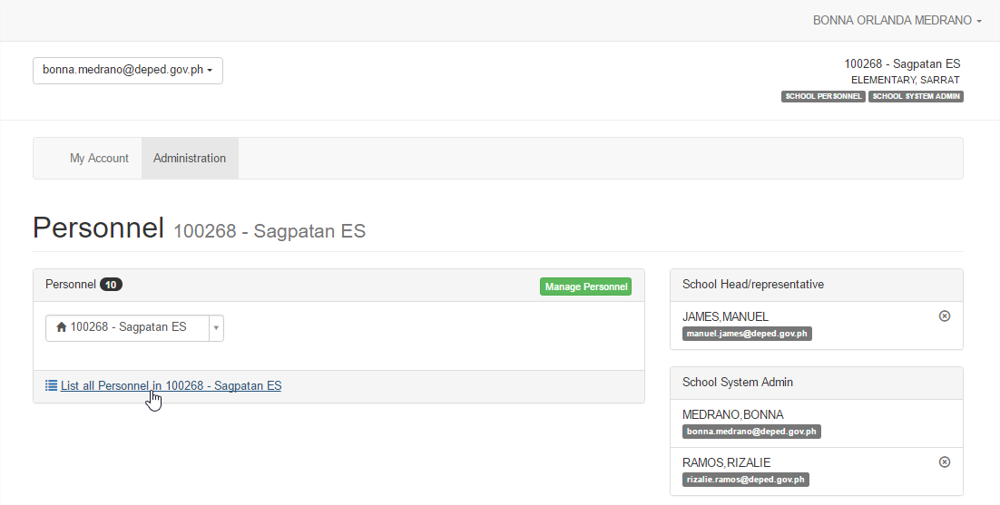 BONNA ORLANDA MEDRANO
bonna.medrano@deped.gov.ph
100268 - Sagpatan ES
ELEMENTARY, SARRAT
SCHOOL PERSONNEL SCHOOL SYSTEM ADMIN
My Account Administration
Personnel 100268 - Sagpatan ES
Personnel 10 Manage Personnel
100268 - Sagpatan ES
List all Personnel in 100268 - Sagpatan ES
School Head/representative
JAMES,MANUEL
manuel.james@deped.gov.ph
School System Admin
MEDRANO,BONNA
bonna.medrano@deped.gov.ph
RAMOS,RIZALIE
rizalie.ramos@deped.gov.ph